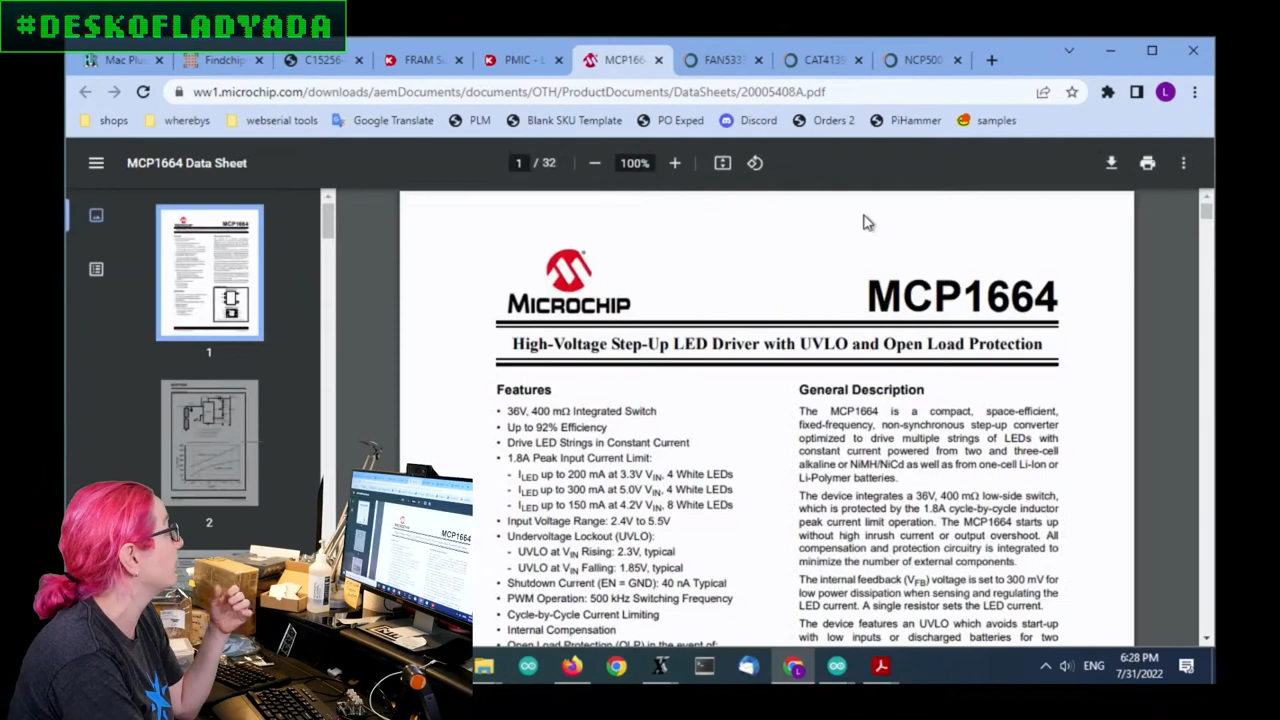 #DESKOFLADYADA
Mac Plus
Findchip
C15256-
FRAM S
PMIC - L
MCP166
FAN533
CAT413
NCP500
ww1.microchip.com/downloads/aemDocuments/documents/OTH/ProductDocuments/DataSheets/20005408A.pdf
L
shops
whereby
webserial tools
Google Translate
PLM
Blank SKU Template
PO Exped
Discord
Orders 2
PiHammer
samples
MCP1664 Data Sheet
1 / 32
100%
1
2
MICROCHIP
MCP1664
High-Voltage Step-Up LED Driver with UVLO and Open Load Protection
Features
• 36V, 400 mΩ Integrated Switch
• Up to 92% Efficiency
• Drive LED Strings in Constant Current
• 1.8A Peak Input Current Limit:
- ILED up to 200 mA at 3.3V VIN, 4 White LEDs
- ILED up to 300 mA at 5.0V VIN, 4 White LEDs
- ILED up to 150 mA at 4.2V VIN, 8 White LEDs
• Input Voltage Range: 2.4V to 5.5V
• Undervoltage Lockout (UVLO):
- UVLO at VIN Rising: 2.3V, typical
- UVLO at VIN Falling: 1.85V, typical
• Shutdown Current (EN = GND): 40 nA Typical
• PWM Operation: 500 kHz Switching Frequency
• Cycle-by-Cycle Current Limiting
• Internal Compensation
• Open Load Protection (OLP) in the event of:
General Description
The MCP1664 is a compact, space-efficient,
fixed-frequency, non-synchronous step-up converter
optimized to drive multiple strings of LEDs with
constant current powered from two and three-cell
alkaline or NiMH/NiCd as well as from one-cell Li-Ion or
Li-Polymer batteries.
The device integrates a 36V, 400 mΩ low-side switch,
which is protected by the 1.8A cycle-by-cycle inductor
peak current limit operation. The MCP1664 starts up
without high inrush current or output overshoot. All
compensation and protection circuitry is integrated to
minimize the number of external components.
The internal feedback (VFB) voltage is set to 300 mV for
low power dissipation when sensing and regulating the
LED current. A single resistor sets the LED current.
The device features an UVLO which avoids start-up
with low inputs or discharged batteries for two
ENG
6:28 PM
7/31/2022